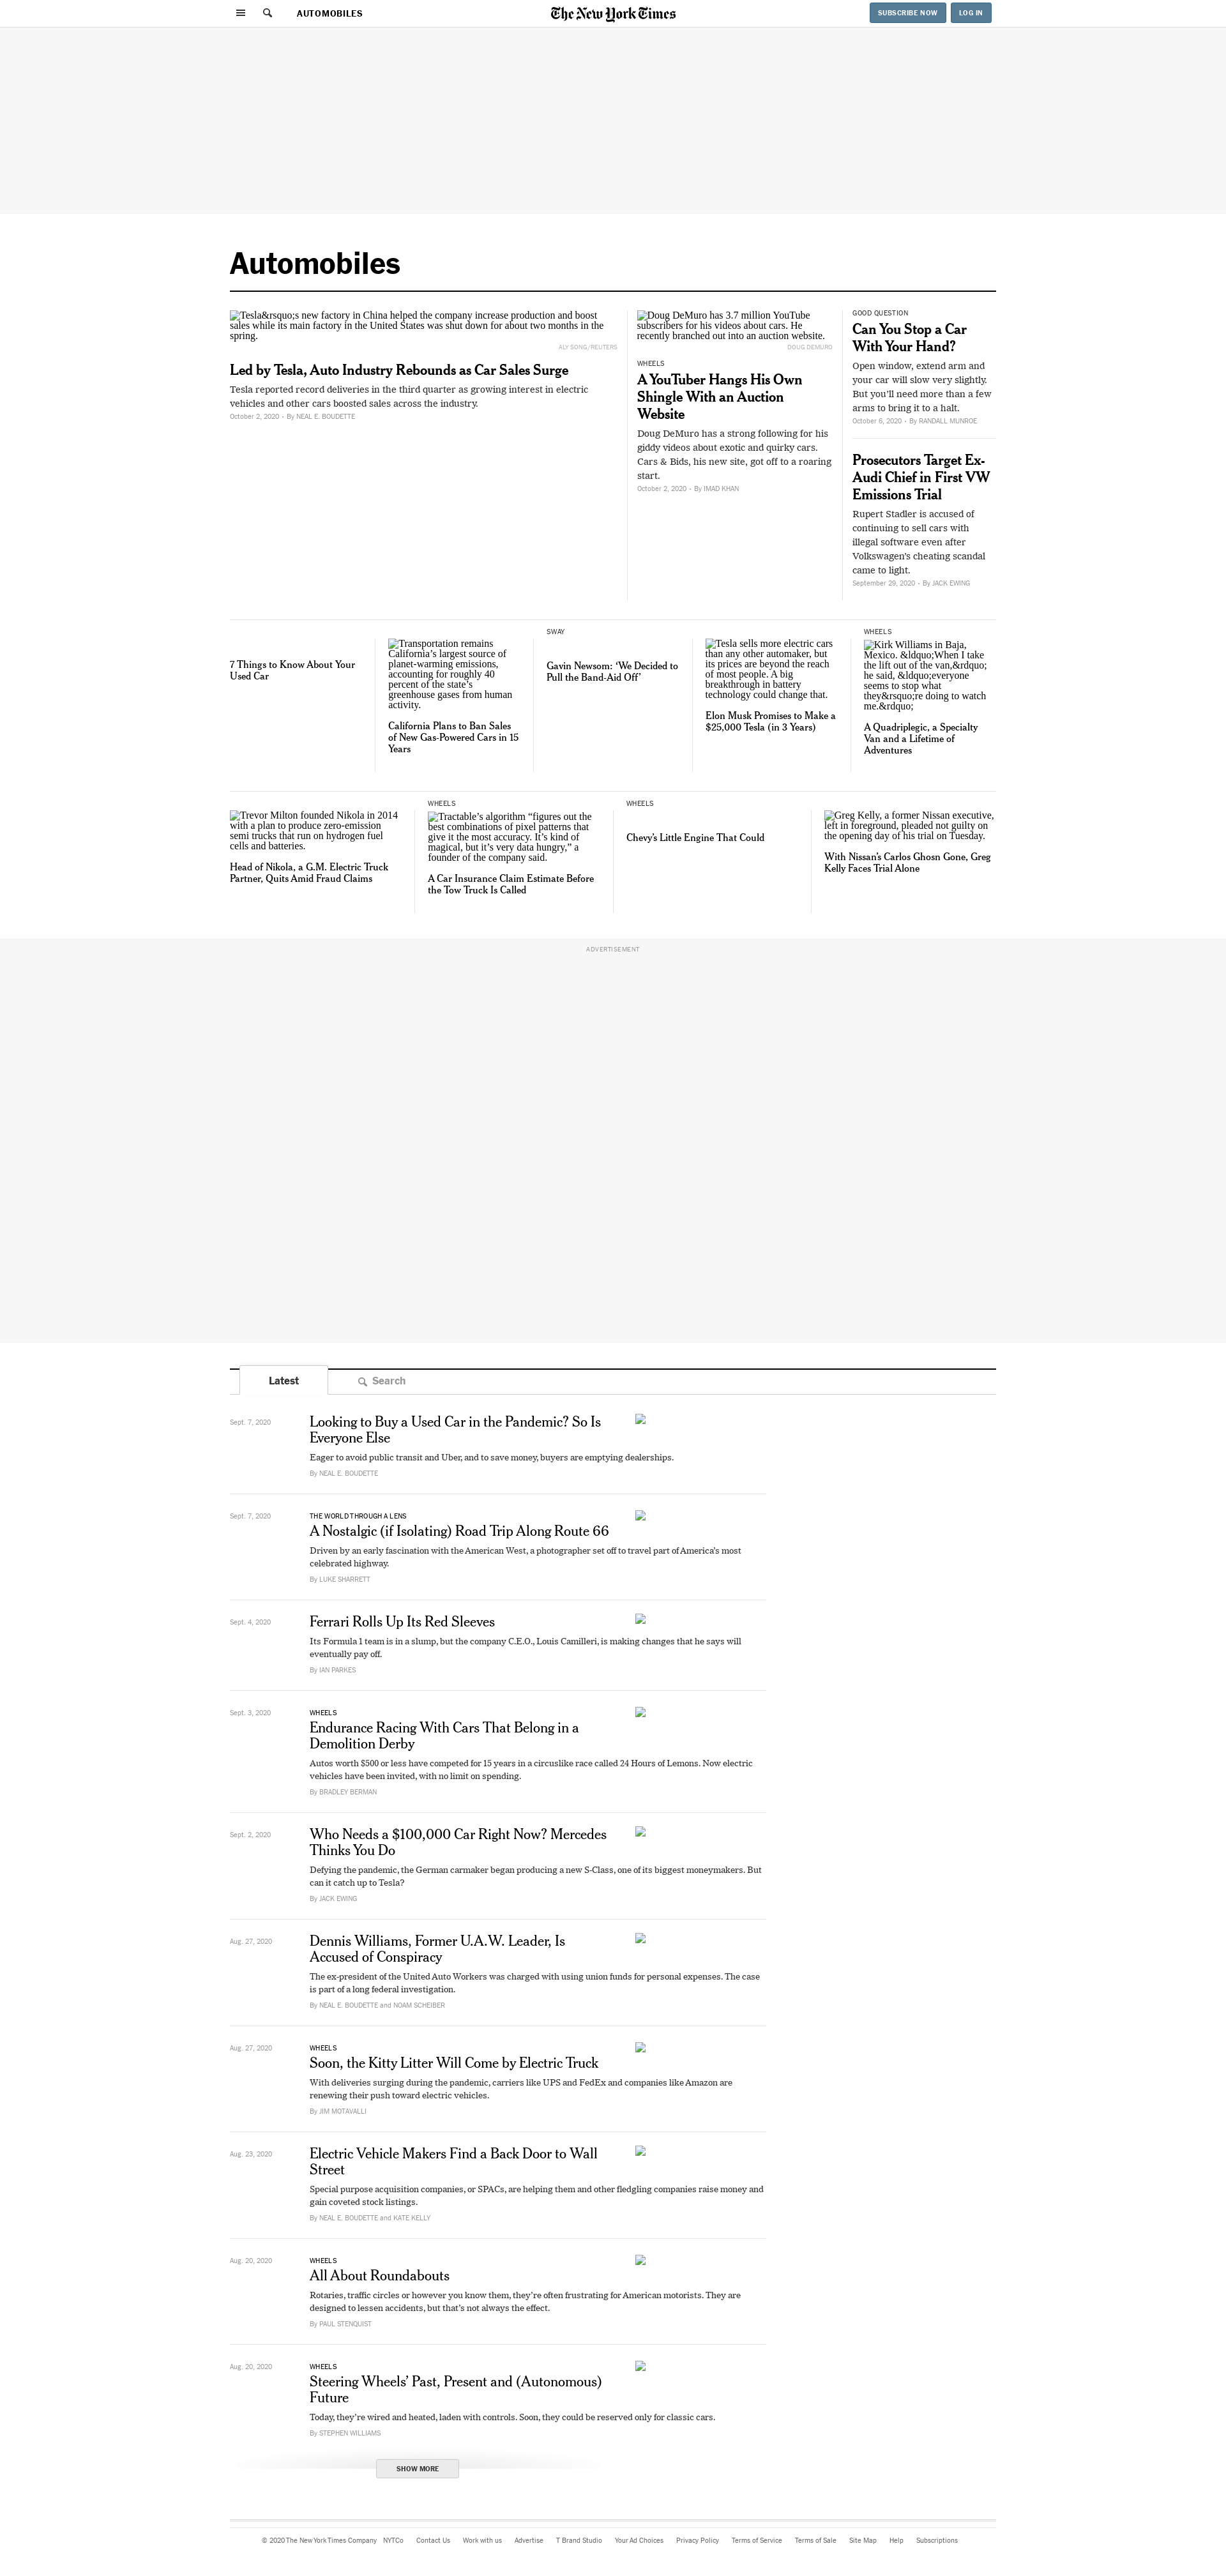 AUTOMOBILES
The New York Times
SUBSCRIBE NOW
LOG IN
Automobiles
Tesla&rsquo;s new factory in China helped the company increase production and boost
sales while its main factory in the United States was shut down for about two months in the
spring.
ALY SONG/REUTERS
Led by Tesla, Auto Industry Rebounds as Car Sales Surge
Tesla reported record deliveries in the third quarter as growing interest in electric
vehicles and other cars boosted sales across the industry.
October 2, 2020 - By NEAL E. BOUDETTE
Doug DeMuro has 3.7 million YouTube
subscribers for his videos about cars. He
recently branched out into an auction website.
DOUG DEMURO
WHEELS
A YouTuber Hangs His Own
Shingle With an Auction
Website
Doug DeMuro has a strong following for his
giddy videos about exotic and quirky cars.
Cars & Bids, his new site, got off to a roaring
start.
October 2, 2020 - By IMAD KHAN
GOOD QUESTION
Can You Stop a Car
With Your Hand?
Open window, extend arm and
your car will slow very slightly.
But you'll need more than a few
arms to bring it to a halt.
October 6, 2020 - By RANDALL MUNROE
Prosecutors Target Ex-
Audi Chief in First VW
Emissions Trial
Rupert Stadler is accused of
continuing to sell cars with
illegal software even after
Volkswagen's cheating scandal
came to light.
September 29, 2020 - By JACK EWING
7 Things to Know About Your
Used Car
Transportation remains
California's largest source of
planet-warming emissions,
accounting for roughly 40
percent of the state's
greenhouse gases from human
activity.
California Plans to Ban Sales
of New Gas-Powered Cars in 15
Years
SWAY
Gavin Newsom: ‘We Decided to
Pull the Band-Aid Off’
Tesla sells more electric cars
than any other automaker, but
its prices are beyond the reach
of most people. A big
breakthrough in battery
technology could change that.
Elon Musk Promises to Make a
$25,000 Tesla (in 3 Years)
WHEELS
Kirk Williams in Baja,
Mexico. &ldquo;When I take
the lift out of the van,&rdquo;
he said, &ldquo;everyone
seems to stop what
they&rsquo;re doing to watch
me.&rdquo;
A Quadriplegic, a Specialty
Van and a Lifetime of
Adventures
Trevor Milton founded Nikola in 2014
with a plan to produce zero-emission
semi trucks that run on hydrogen fuel
cells and batteries.
Head of Nikola, a G.M. Electric Truck
Partner, Quits Amid Fraud Claims
WHEELS
Tractable's algorithm “figures out the
best combinations of pixel patterns that
give it the most accuracy. It's kind of
magical, but it's very data hungry,” a
founder of the company said.
A Car Insurance Claim Estimate Before
the Tow Truck Is Called
WHEELS
Chevy's Little Engine That Could
Greg Kelly, a former Nissan executive,
left in foreground, pleaded not guilty on
the opening day of his trial on Tuesday.
With Nissan's Carlos Ghosn Gone, Greg
Kelly Faces Trial Alone
ADVERTISEMENT
Latest
Search
Sept. 7, 2020
Looking to Buy a Used Car in the Pandemic? So Is
Everyone Else
Eager to avoid public transit and Uber, and to save money, buyers are emptying dealerships.
By NEAL E. BOUDETTE
Sept. 7, 2020
THE WORLD THROUGH A LENS
A Nostalgic (if Isolating) Road Trip Along Route 66
Driven by an early fascination with the American West, a photographer set off to travel part of America's most
celebrated highway.
By LUKE SHARRETT
Sept. 4, 2020
Ferrari Rolls Up Its Red Sleeves
Its Formula 1 team is in a slump, but the company C.E.O., Louis Camilleri, is making changes that he says will
eventually pay off.
By IAN PARKES
Sept. 3, 2020
WHEELS
Endurance Racing With Cars That Belong in a
Demolition Derby
Autos worth $500 or less have competed for 15 years in a circuslike race called 24 Hours of Lemons. Now electric
vehicles have been invited, with no limit on spending.
By BRADLEY BERMAN
Sept. 2, 2020
Who Needs a $100,000 Car Right Now? Mercedes
Thinks You Do
Defying the pandemic, the German carmaker began producing a new S-Class, one of its biggest moneymakers. But
can it catch up to Tesla?
By JACK EWING
Aug. 27, 2020
Dennis Williams, Former U.A.W. Leader, Is
Accused of Conspiracy
The ex-president of the United Auto Workers was charged with using union funds for personal expenses. The case
is part of a long federal investigation.
By NEAL E. BOUDETTE and NOAM SCHEIBER
Aug. 27, 2020
WHEELS
Soon, the Kitty Litter Will Come by Electric Truck
With deliveries surging during the pandemic, carriers like UPS and FedEx and companies like Amazon are
renewing their push toward electric vehicles.
By JIM MOTAVALLI
Aug. 23, 2020
Electric Vehicle Makers Find a Back Door to Wall
Street
Special purpose acquisition companies, or SPACs, are helping them and other fledgling companies raise money and
gain coveted stock listings.
By NEAL E. BOUDETTE and KATE KELLY
Aug. 20, 2020
WHEELS
All About Roundabouts
Rotaries, traffic circles or however you know them, they're often frustrating for American motorists. They are
designed to lessen accidents, but that's not always the effect.
By PAUL STENQUIST
Aug. 20, 2020
WHEELS
Steering Wheels' Past, Present and (Autonomous)
Future
Today, they're wired and heated, laden with controls. Soon, they could be reserved only for classic cars.
By STEPHEN WILLIAMS
SHOW MORE
© 2020 The New York Times Company NYTCo Contact Us Work with us Advertise T Brand Studio Your Ad Choices Privacy Policy Terms of Service Terms of Sale Site Map Help Subscriptions